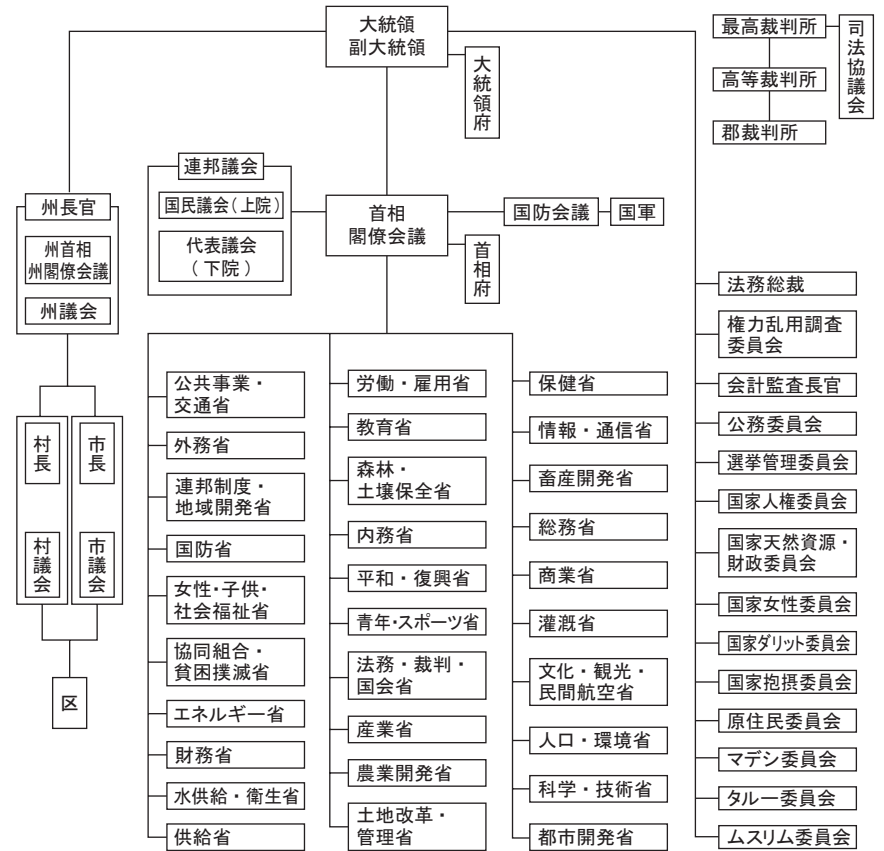 大統領
副大統領
大統領府
最高裁判所
司法協議会
高等裁判所
郡裁判所
連邦議会
国民議会(上院)
代表議会
(下院)
首相
閣僚会議
首相府
国防会議
国軍
州長官
州首相
州閣僚会議
州議会
村長
市長
村議会
市議会
区
公共事業・
交通省
外務省
連邦制度・
地域開発省
国防省
女性・子供・
社会福祉省
協同組合・
貧困撲滅省
エネルギー省
財務省
水供給・衛生省
供給省
労働・雇用省
教育省
森林・
土壌保全省
内務省
平和・復興省
青年・スポーツ省
法務・裁判・
国会省
産業省
農業開発省
土地改革・
管理省
保健省
情報・通信省
畜産開発省
総務省
商業省
灌漑省
文化・観光・
民間航空省
人口・環境省
科学・技術省
都市開発省
法務総裁
権力乱用調査
委員会
会計監査長官
公務委員会
選挙管理委員会
国家人権委員会
国家天然資源・
財政委員会
国家女性委員会
国家ダリット委員会
国家抱摂委員会
原住民委員会
マデシ委員会
タルー委員会
ムスリム委員会